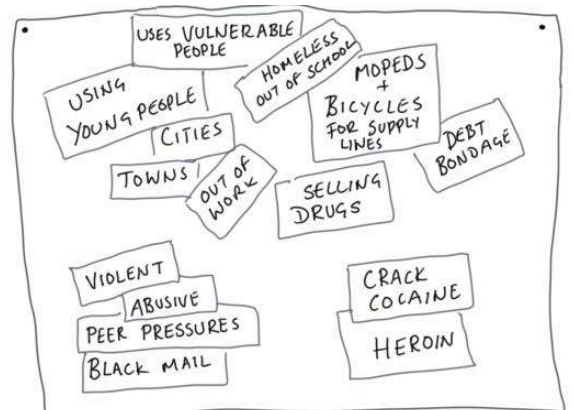 USES VULNERABLE
PEOPLE
HOMELESS
OUT OF SCHOOL
MOPEDS
+
BICYCLES
FOR SUPPLY
LINES
USING
YOUNG PEOPLE
CITIES
TOWNS
OUT OF
WORK
SELLING
DRUGS
DEBT
BONDAGE
VIOLENT
ABUSIVE
PEER PRESSURES
BLACK MAIL
CRACK
COCAINE
HEROIN